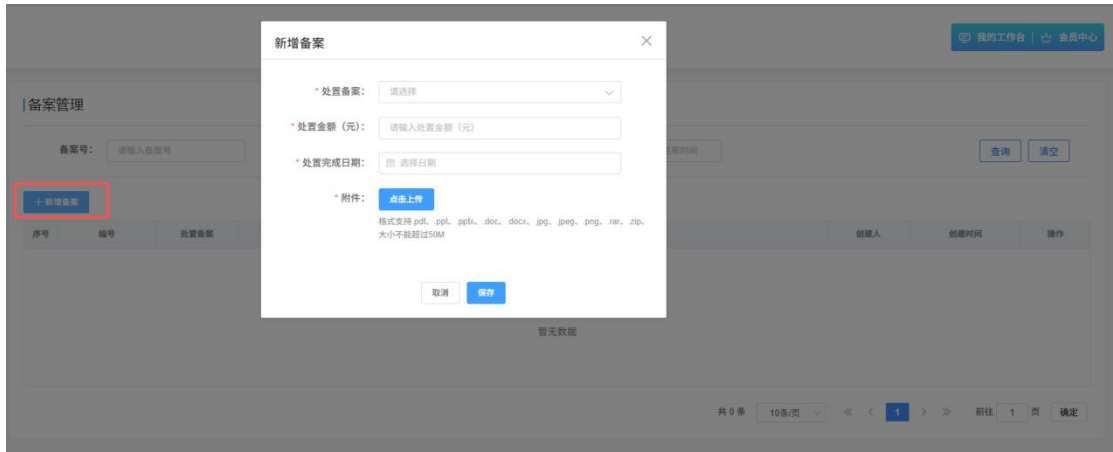 新增备案
我的工作台 | 会员中心
* 处置备案： 请选择
备案管理
* 处置金额（元）： 请输入处置金额（元）
备案号： 请输入备案号
* 处置完成日期： 选择日期
查询 清空
* 附件： 点击上传
+ 新增备案
格式支持.pdf、.ppt、.pptx、.doc、.docx、.jpg、.jpeg、.png、.rar、.zip、
大小不能超过50M
序号 编号 处置备案 创建人 创建时间 操作
取消 保存
暂无数据
共 0 条 10条/页 « < 1 > » 前往 1 页 确定